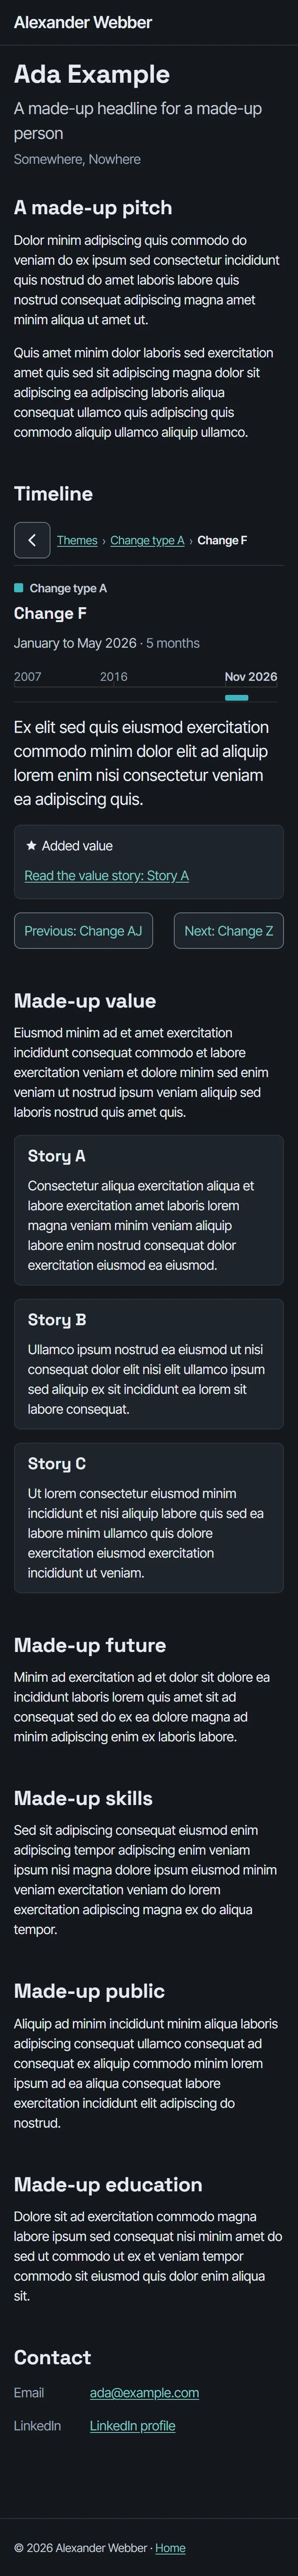 Alexander Webber
Ada Example
A made-up headline for a made-up
person
Somewhere, Nowhere
A made-up pitch
Dolor minim adipiscing quis commodo do
veniam do ex ipsum sed consectetur incididunt
quis nostrud do amet laboris labore quis
nostrud consequat adipiscing magna amet
minim aliqua ut amet ut.
Quis amet minim dolor laboris sed exercitation
amet quis sed sit adipiscing magna dolor sit
adipiscing ea adipiscing laboris aliqua
consequat ullamco quis adipiscing quis
commodo aliquip ullamco aliquip ullamco.
Timeline
Themes › Change type A › Change F
Change type A
Change F
January to May 2026 · 5 months
2007 2016 Nov 2026
Ex elit sed quis eiusmod exercitation
commodo minim dolor elit ad aliquip
lorem enim nisi consectetur veniam
ea adipiscing quis.
Added value
Read the value story: Story A
Previous: Change AJ Next: Change Z
Made-up value
Eiusmod minim ad et amet exercitation
incididunt consequat commodo et labore
exercitation veniam et dolore minim sed enim
veniam ut nostrud ipsum veniam aliquip sed
laboris nostrud quis amet quis.
Story A
Consectetur aliqua exercitation aliqua et
labore exercitation amet laboris lorem
magna veniam minim veniam aliquip
labore enim nostrud consequat dolor
exercitation eiusmod ea eiusmod.
Story B
Ullamco ipsum nostrud ea eiusmod ut nisi
consequat dolor elit nisi elit ullamco ipsum
sed aliquip ex sit incididunt ea lorem sit
labore consequat.
Story C
Ut lorem consectetur eiusmod minim
incididunt et nisi aliquip labore quis sed ea
labore minim ullamco quis dolore
exercitation eiusmod exercitation
incididunt ut veniam.
Made-up future
Minim ad exercitation ad et dolor sit dolore ea
incididunt laboris lorem quis amet sit ad
consequat sed do ex ea dolore magna ad
minim adipiscing enim ex laboris labore.
Made-up skills
Sed sit adipiscing consequat eiusmod enim
adipiscing tempor adipiscing enim veniam
ipsum nisi magna dolore ipsum eiusmod minim
veniam exercitation veniam do lorem
exercitation adipiscing magna ex do aliqua
tempor.
Made-up public
Aliquip ad minim incididunt minim aliqua laboris
adipiscing consequat ullamco consequat ad
consequat ex aliquip commodo minim lorem
ipsum ad ea aliqua consequat labore
exercitation incididunt elit adipiscing do
nostrud.
Made-up education
Dolore sit ad exercitation commodo magna
labore ipsum sed consequat nisi minim amet do
sed ut commodo ut ex et veniam tempor
commodo sit eiusmod quis dolor enim aliqua
sit.
Contact
Email ada@example.com
LinkedIn LinkedIn profile
© 2026 Alexander Webber · Home